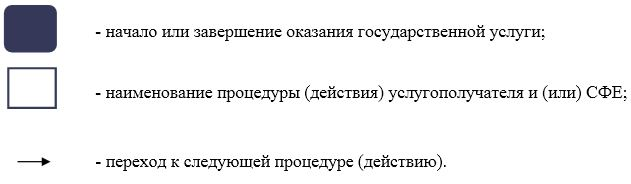 - начало или завершение оказания государственной услуги;
- наименование процедуры (действия) услугополучателя и (или) СФЕ;
- переход к следующей процедуре (действию).